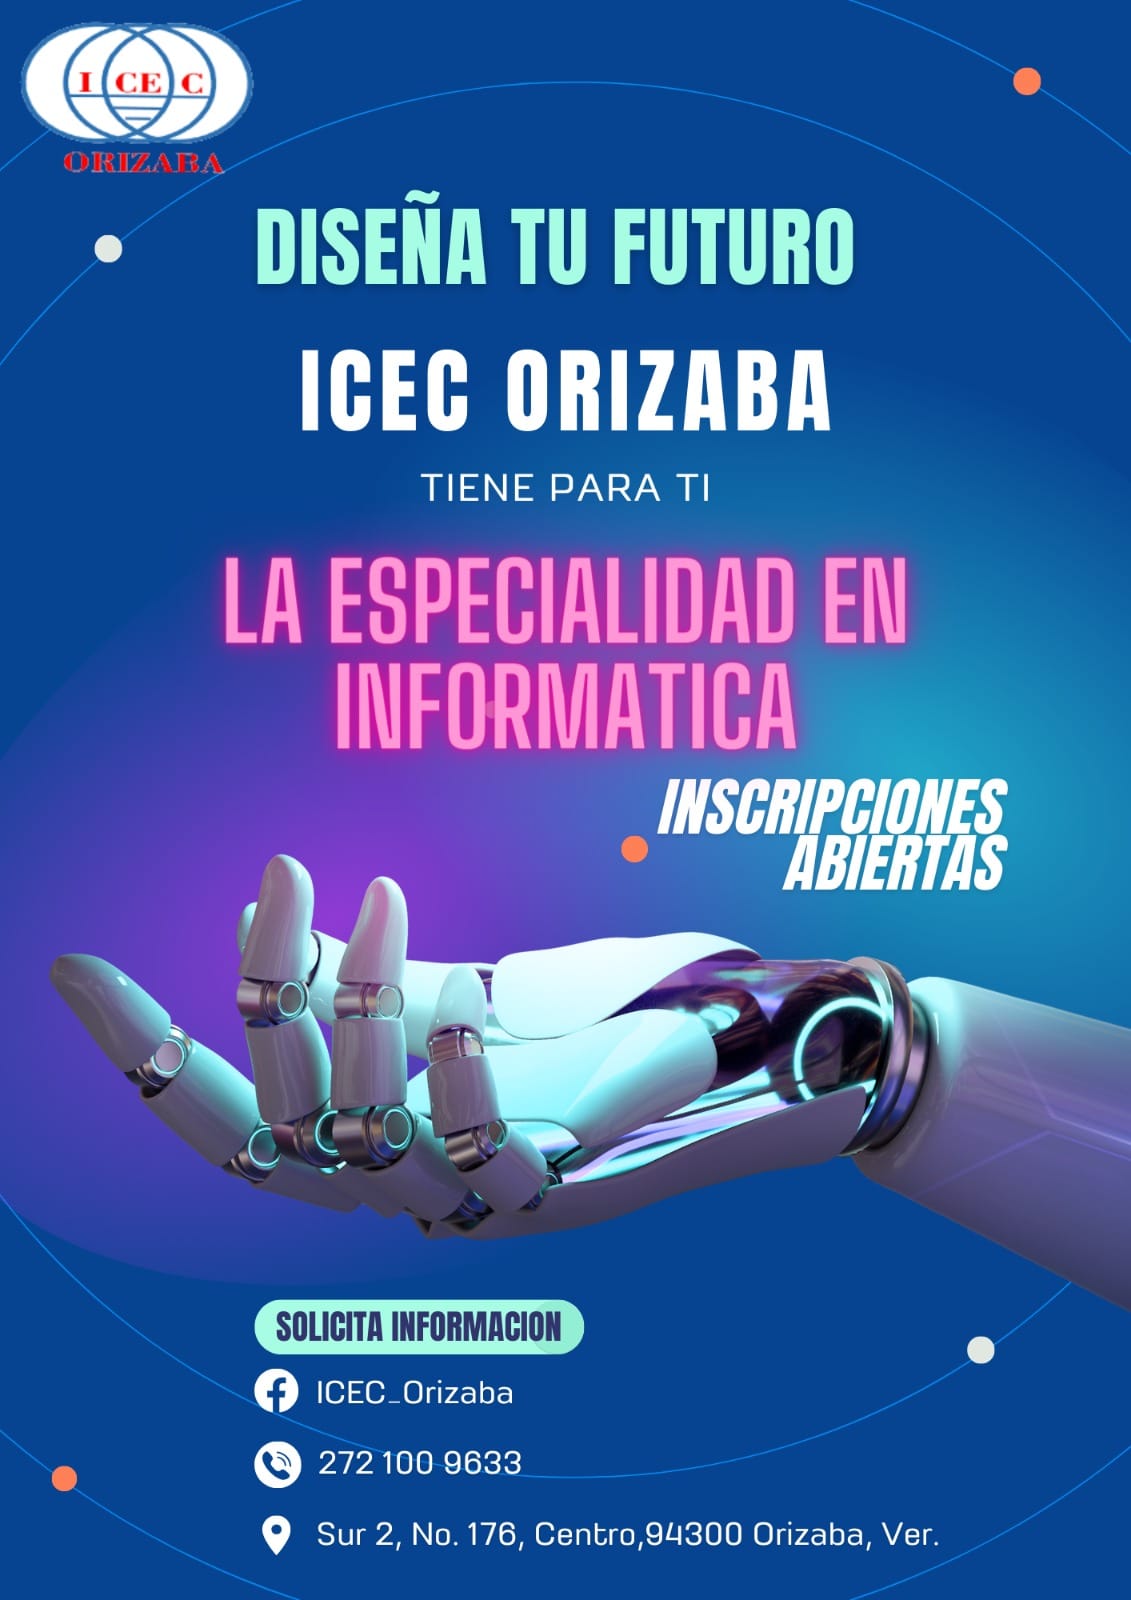 I CE C
ORIZABA
DISEÑA TU FUTURO
ICEC ORIZABA
TIENE PARA TI
LA ESPECIALIDAD EN
INFORMATICA
INSCRIPCIONES
ABIERTAS
SOLICITA INFORMACION
ICEC_Orizaba
272 100 9633
Sur 2, No. 176, Centro,94300 Orizaba, Ver.